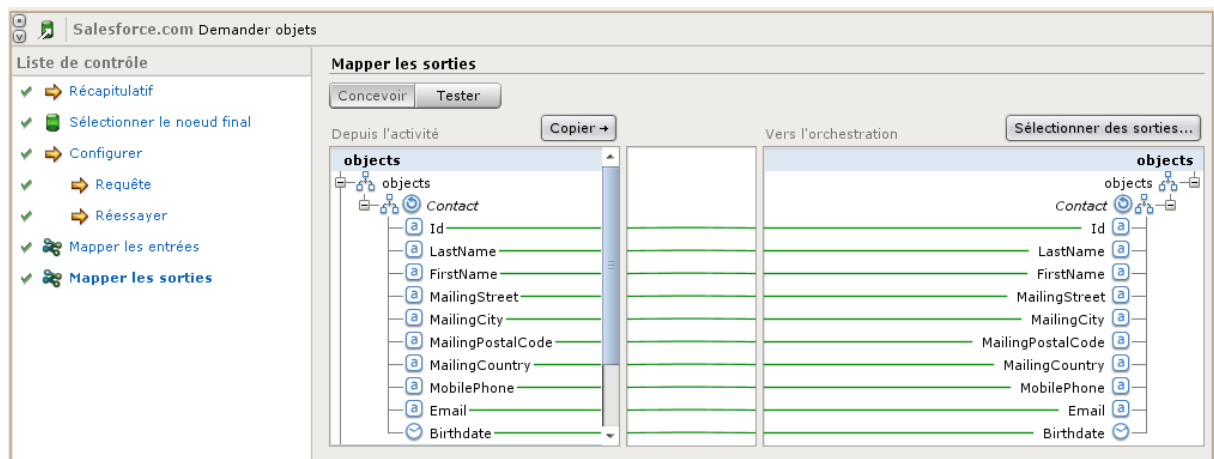 Salesforce.com Demander objets
Liste de contrôle
Récapitulatif
Sélectionner le noeud final
Configurer
Requête
Réessayer
Mapper les entrées
Mapper les sorties
Mapper les sorties
Concevoir Tester
Depuis l'activité Copier → Vers l'orchestration Sélectionner des sorties...
objects objects
objects objects
Contact Contact
a Id Id a
a LastName LastName a
a FirstName FirstName a
a MailingStreet MailingStreet a
a MailingCity MailingCity a
a MailingPostalCode MailingPostalCode a
a MailingCountry MailingCountry a
a MobilePhone MobilePhone a
a Email Email a
Birthdate Birthdate